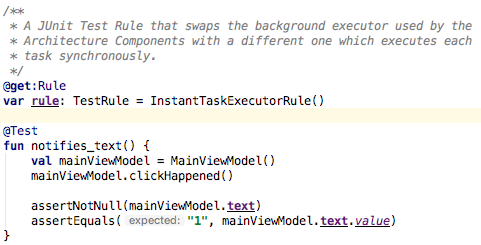 /**
 * A JUnit Test Rule that swaps the background executor used by the
 * Architecture Components with a different one which executes each
 * task synchronously.
 */
@get:Rule
var rule: TestRule = InstantTaskExecutorRule()

@Test
fun notifies_text() {
    val mainViewModel = MainViewModel()
    mainViewModel.clickHappened()

    assertNotNull(mainViewModel.text)
    assertEquals( expected: "1", mainViewModel.text.value)
}